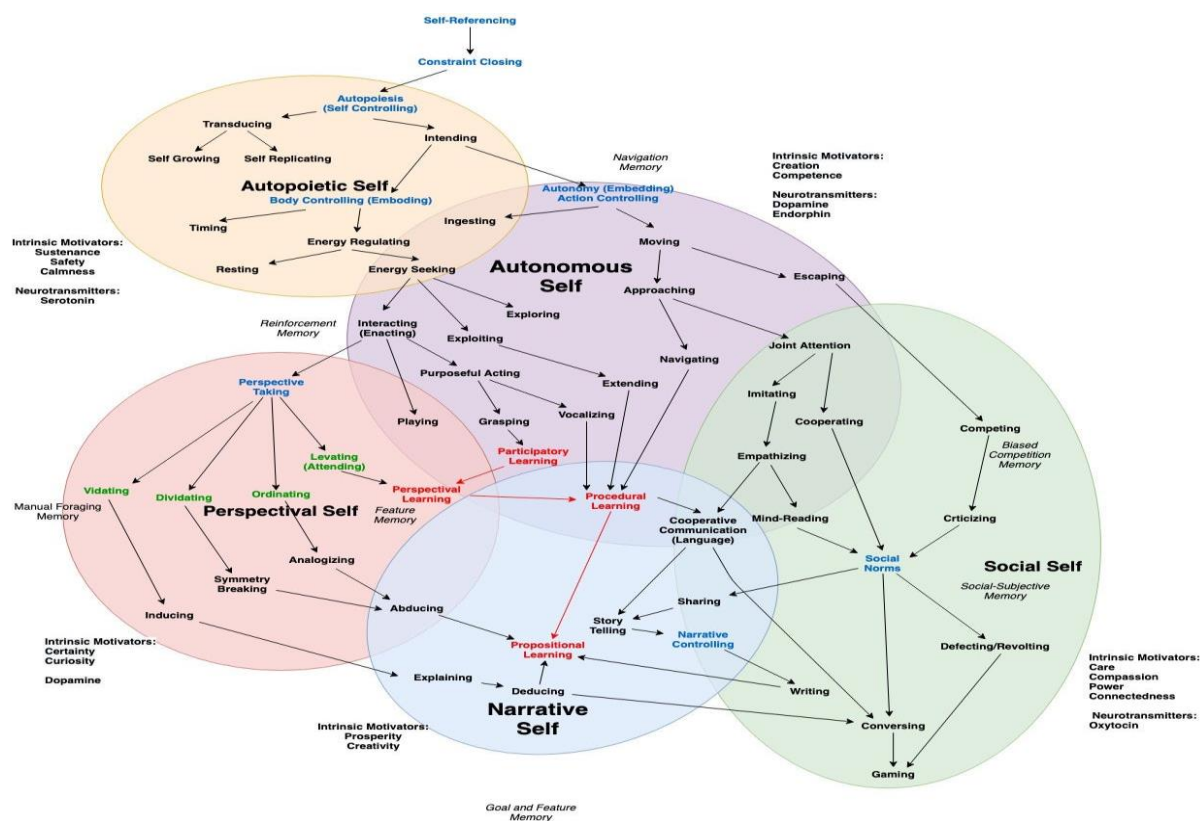 Self-Referencing
Constraint Closing
Autopoiesis
(Self Controlling)
Transducing
Intending
Self Growing
Self Replicating
Autopoietic Self
Body Controlling (Emboding)
Timing
Energy Regulating
Resting
Energy Seeking
Intrinsic Motivators:
Sustenance
Safety
Calmness
Neurotransmitters:
Serotonin
Navigation
Memory
Autonomy (Embedding)
Action Controlling
Ingesting
Moving
Escaping
Autonomous
Self
Approaching
Exploring
Intrinsic Motivators:
Creation
Competence
Neurotransmitters:
Dopamine
Endorphin
Reinforcement
Memory
Interacting
(Enacting)
Exploiting
Navigating
Joint Attention
Purposeful Acting
Extending
Imitating
Playing
Grasping
Vocalizing
Cooperating
Competing
Biased
Competition
Memory
Empathizing
Participatory
Learning
Perspective
Taking
Levating
(Attending)
Vidating
Dividating
Ordinating
Perspectival
Learning
Procedural
Learning
Manual Foraging
Memory
Perspectival Self
Feature
Memory
Cooperative
Communication
(Language)
Mind-Reading
Crticizing
Social
Norms
Social Self
Social-Subjective
Memory
Analogizing
Symmetry
Breaking
Inducing
Abducing
Sharing
Story
Telling
Narrative
Controlling
Propositional
Learning
Defecting/Revolting
Intrinsic Motivators:
Certainty
Curiosity
Dopamine
Explaining
Deducing
Writing
Narrative
Self
Conversing
Gaming
Intrinsic Motivators:
Prosperity
Creativity
Intrinsic Motivators:
Care
Compassion
Power
Connectedness
Neurotransmitters:
Oxytocin
Goal and Feature
Memory